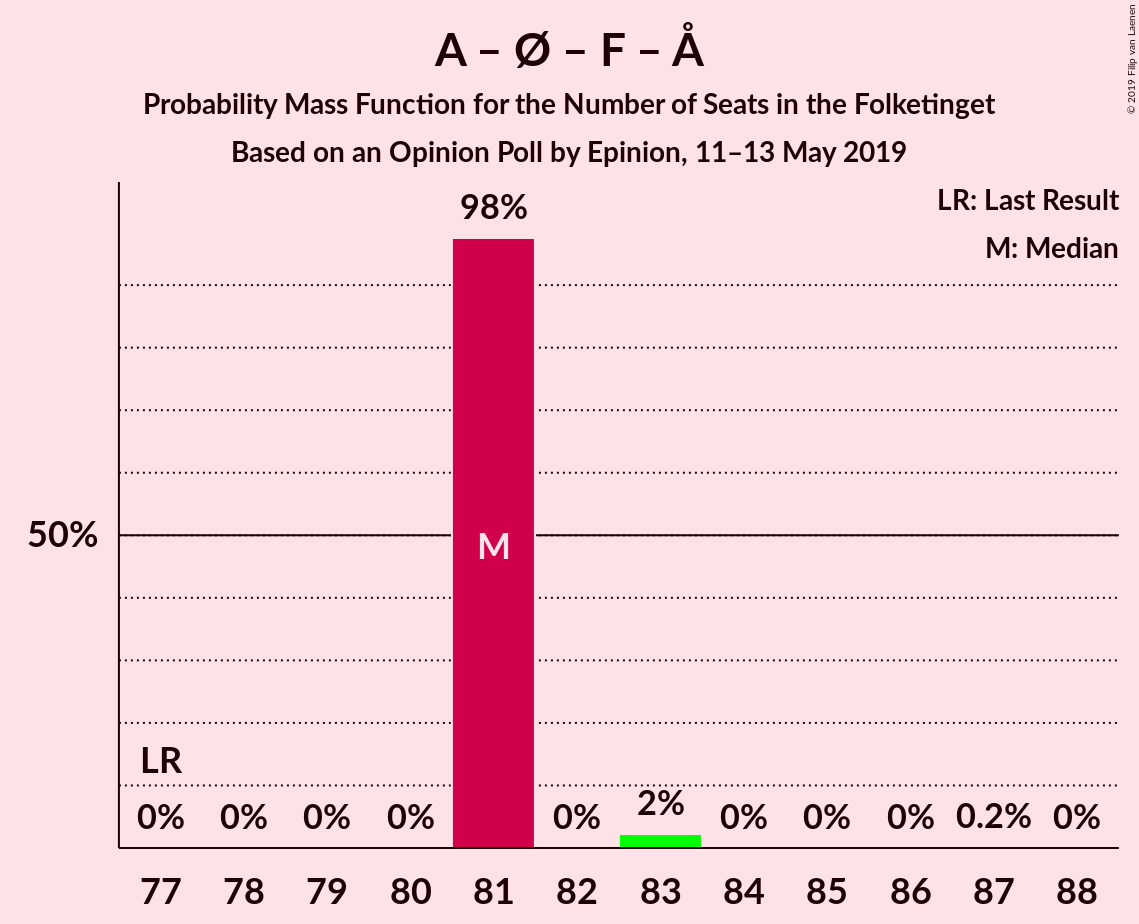 A – Ø – F – Å
Probability Mass Function for the Number of Seats in the Folketinget
Based on an Opinion Poll by Epinion, 11–13 May 2019
© 2019 Filip van Laenen
LR: Last Result
M: Median
98%
50%
M
LR
0% 0% 0% 0% 0% 2% 0% 0% 0% 0.2% 0%
77 78 79 80 81 82 83 84 85 86 87 88